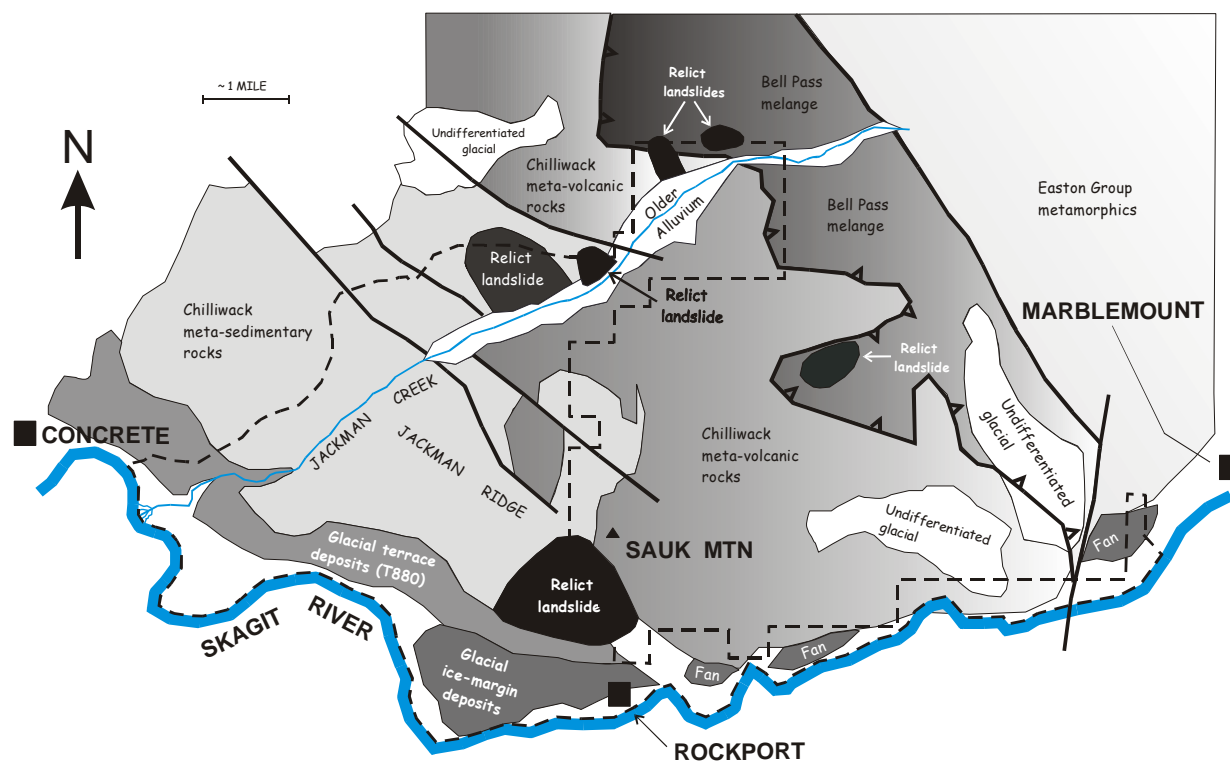 ~ 1 MILE
N
Relict
landslides
Bell Pass
melange
Undifferentiated
glacial
Chilliwack
meta-volcanic
rocks
Older
Alluvium
Bell Pass
melange
Easton Group
metamorphics
Relict
landslide
Relict
landslide
Chilliwack
meta-sedimentary
rocks
MARBLEMOUNT
Relict
landslide
CONCRETE
JACKMAN CREEK
JACKMAN RIDGE
Chilliwack
meta-volcanic
rocks
Undifferentiated
glacial
Undifferentiated
glacial
Fan
SAUK MTN
Glacial terrace
deposits (T880)
Relict
landslide
SKAGIT RIVER
Glacial
ice-margin
deposits
Fan
Fan
ROCKPORT